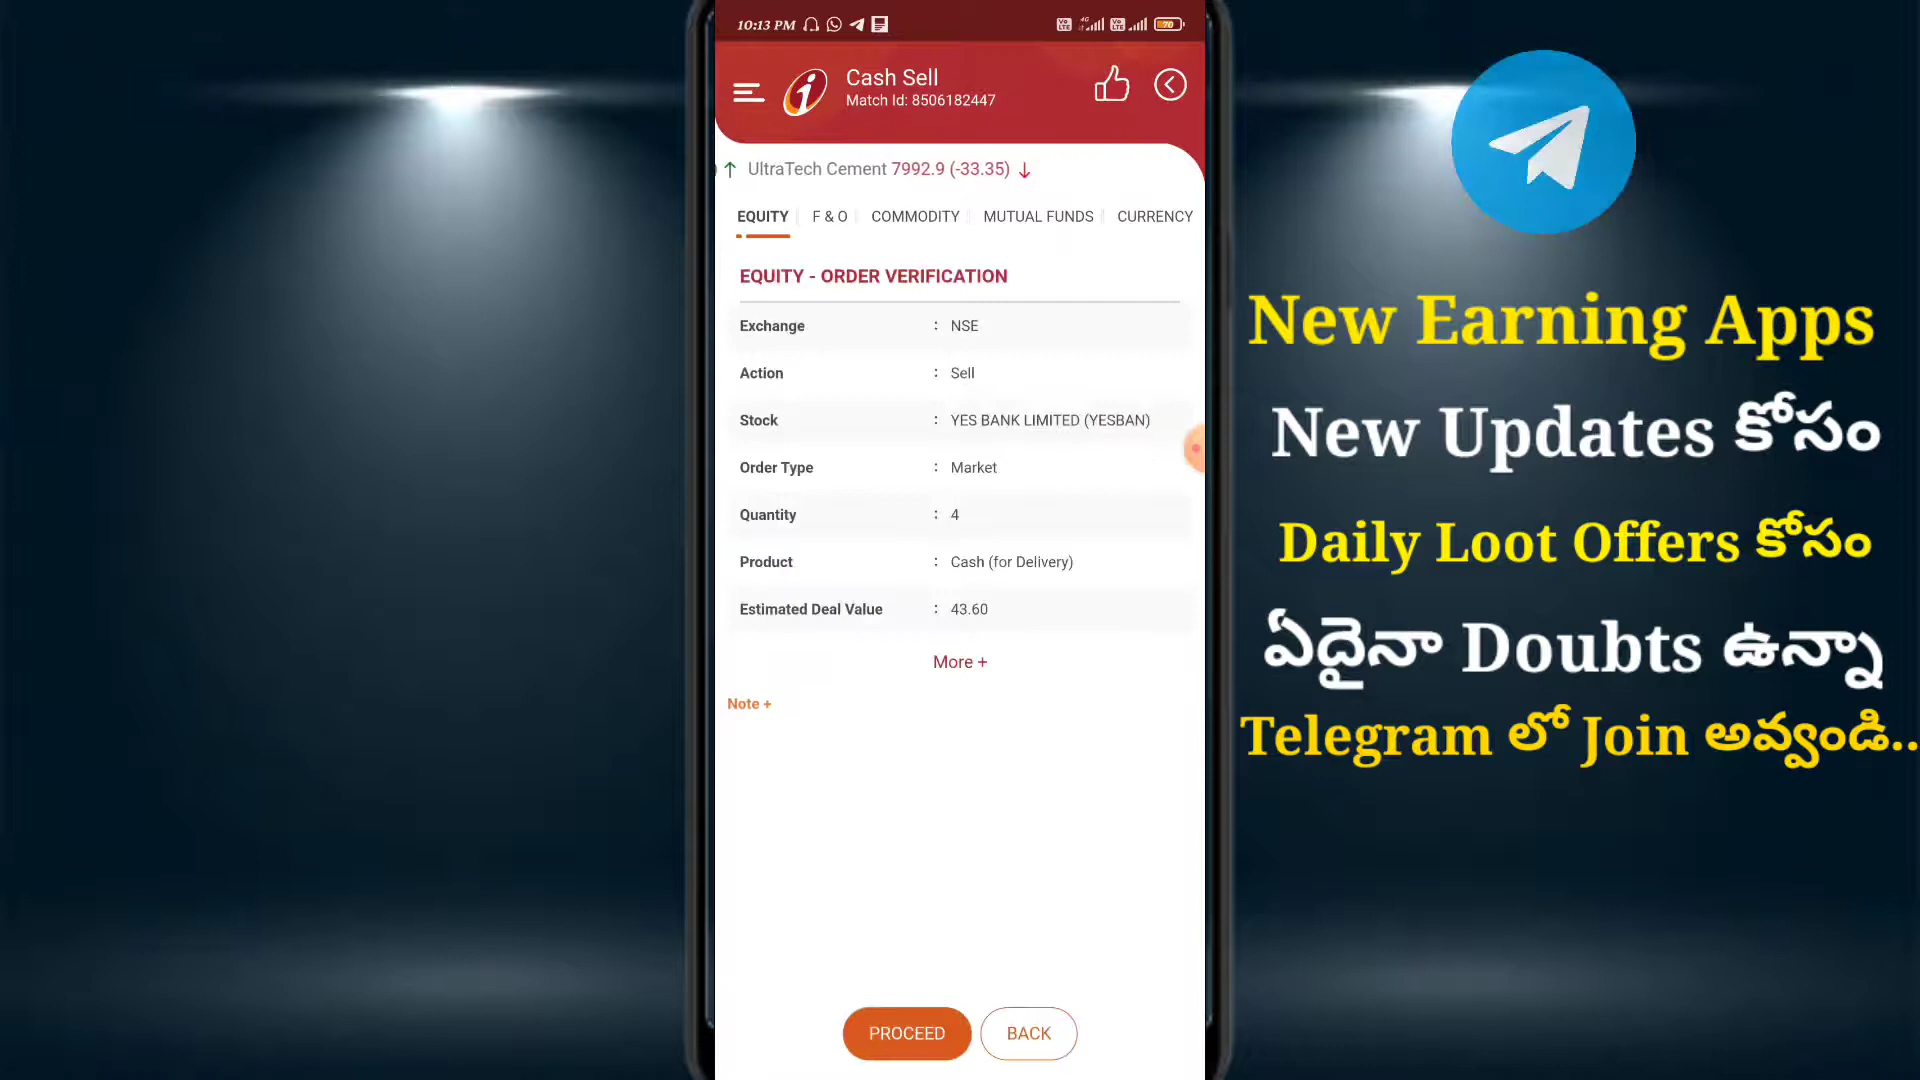 10:13 PM
4G
70
Cash Sell
Match Id: 8506182447
UltraTech Cement 7992.9 (-33.35)
EQUITY F & O COMMODITY MUTUAL FUNDS CURRENCY
EQUITY - ORDER VERIFICATION
Exchange : NSE
Action : Sell
Stock : YES BANK LIMITED (YESBAN)
Order Type : Market
Quantity : 4
Product : Cash (for Delivery)
Estimated Deal Value : 43.60
More +
Note +
PROCEED BACK
New Earning Apps
New Updates కోసం
Daily Loot Offers కోసం
ఏదైనా Doubts ఉన్నా
Telegram లో Join అవ్వండి..